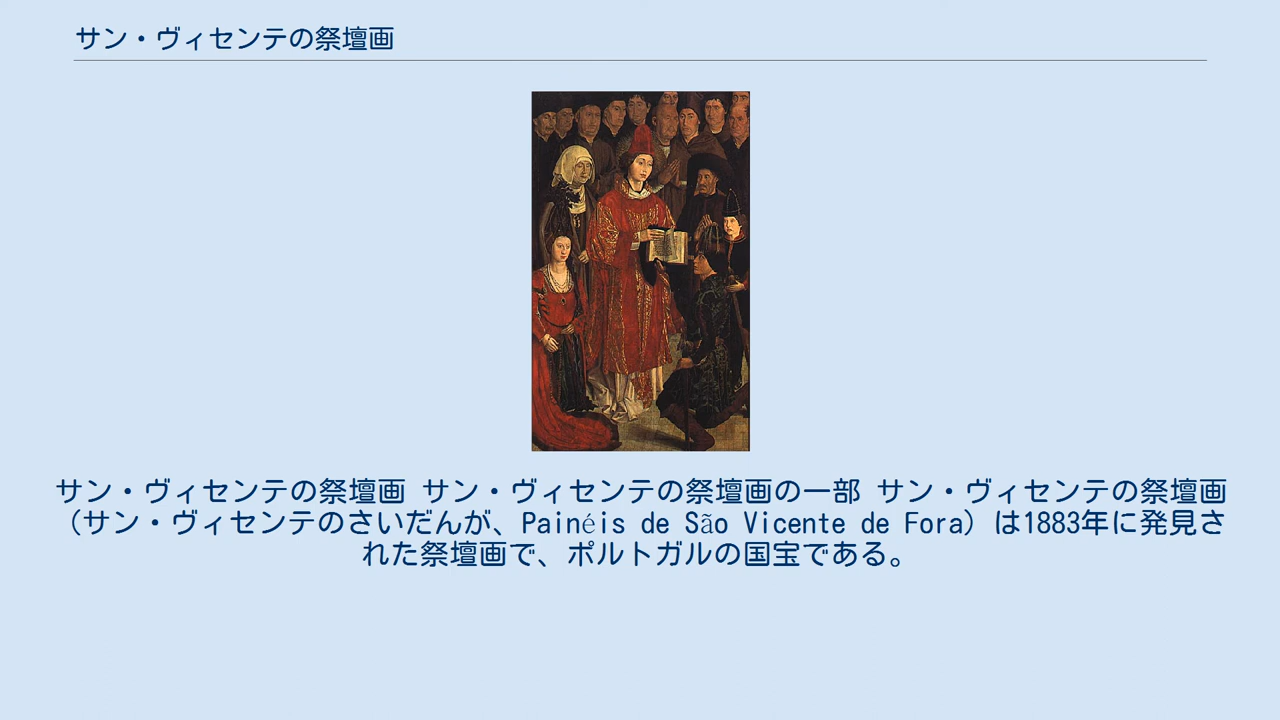 サン・ヴィセンテの祭壇画
サン・ヴィセンテの祭壇画 サン・ヴィセンテの祭壇画の一部 サン・ヴィセンテの祭壇画
（サン・ヴィセンテのさいだんが、Painéis de São Vicente de Fora）は1883年に発見さ
れた祭壇画で、ポルトガルの国宝である。